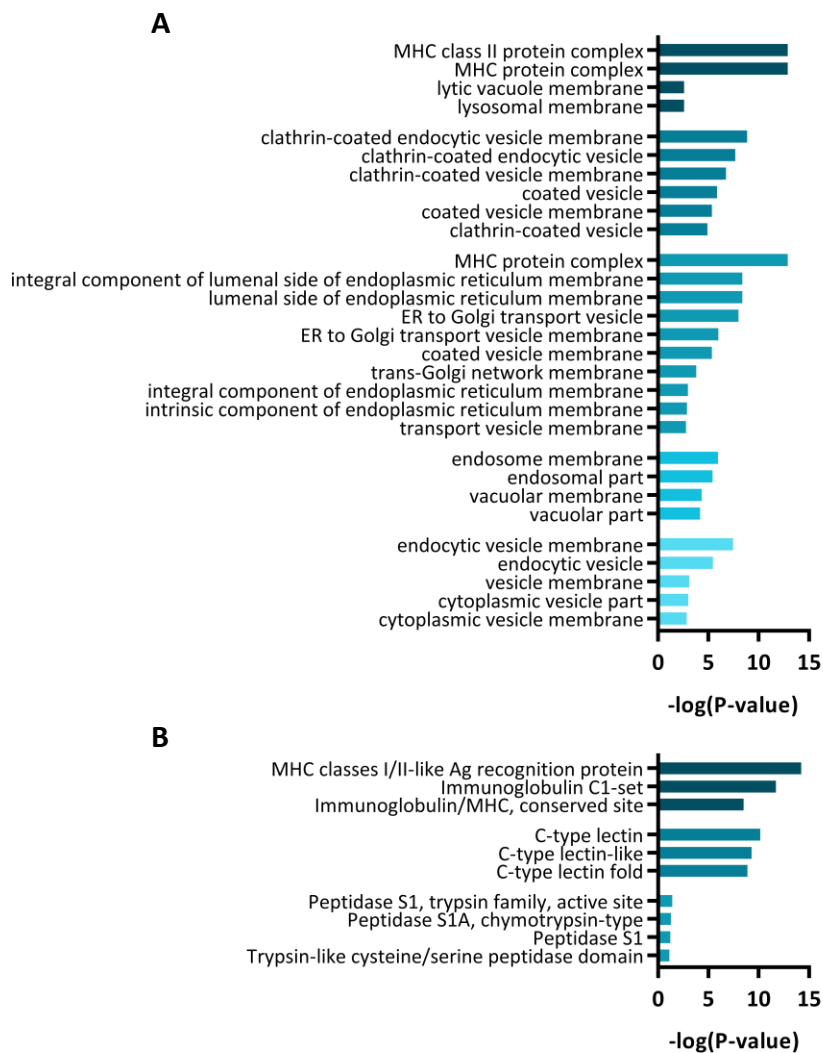 A
MHC class II protein complex
MHC protein complex
lytic vacuole membrane
lysosomal membrane
clathrin-coated endocytic vesicle membrane
clathrin-coated endocytic vesicle
clathrin-coated vesicle membrane
coated vesicle
coated vesicle membrane
clathrin-coated vesicle
MHC protein complex
integral component of lumenal side of endoplasmic reticulum membrane
lumenal side of endoplasmic reticulum membrane
ER to Golgi transport vesicle
ER to Golgi transport vesicle membrane
coated vesicle membrane
trans-Golgi network membrane
integral component of endoplasmic reticulum membrane
intrinsic component of endoplasmic reticulum membrane
transport vesicle membrane
endosome membrane
endosomal part
vacuolar membrane
vacuolar part
endocytic vesicle membrane
endocytic vesicle
vesicle membrane
cytoplasmic vesicle part
cytoplasmic vesicle membrane
0 5 10 15
-log(P-value)
B
MHC classes I/II-like Ag recognition protein
Immunoglobulin C1-set
Immunoglobulin/MHC, conserved site
C-type lectin
C-type lectin-like
C-type lectin fold
Peptidase S1, trypsin family, active site
Peptidase S1A, chymotrypsin-type
Peptidase S1
Trypsin-like cysteine/serine peptidase domain
0 5 10 15
-log(P-value)